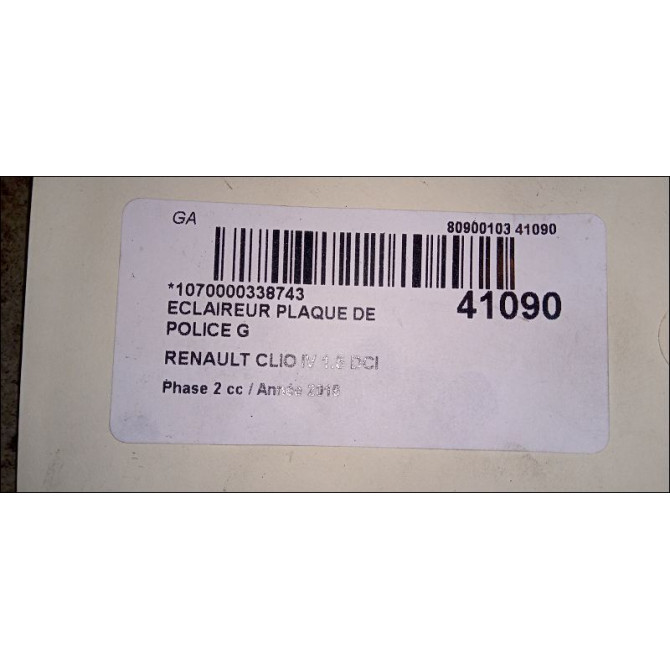 GA
80900103 41090
*1070000338743
41090
ECLAIREUR PLAQUE DE
POLICE G
RENAULT CLIO IV 1.5 DCI
Phase 2 cc / Année